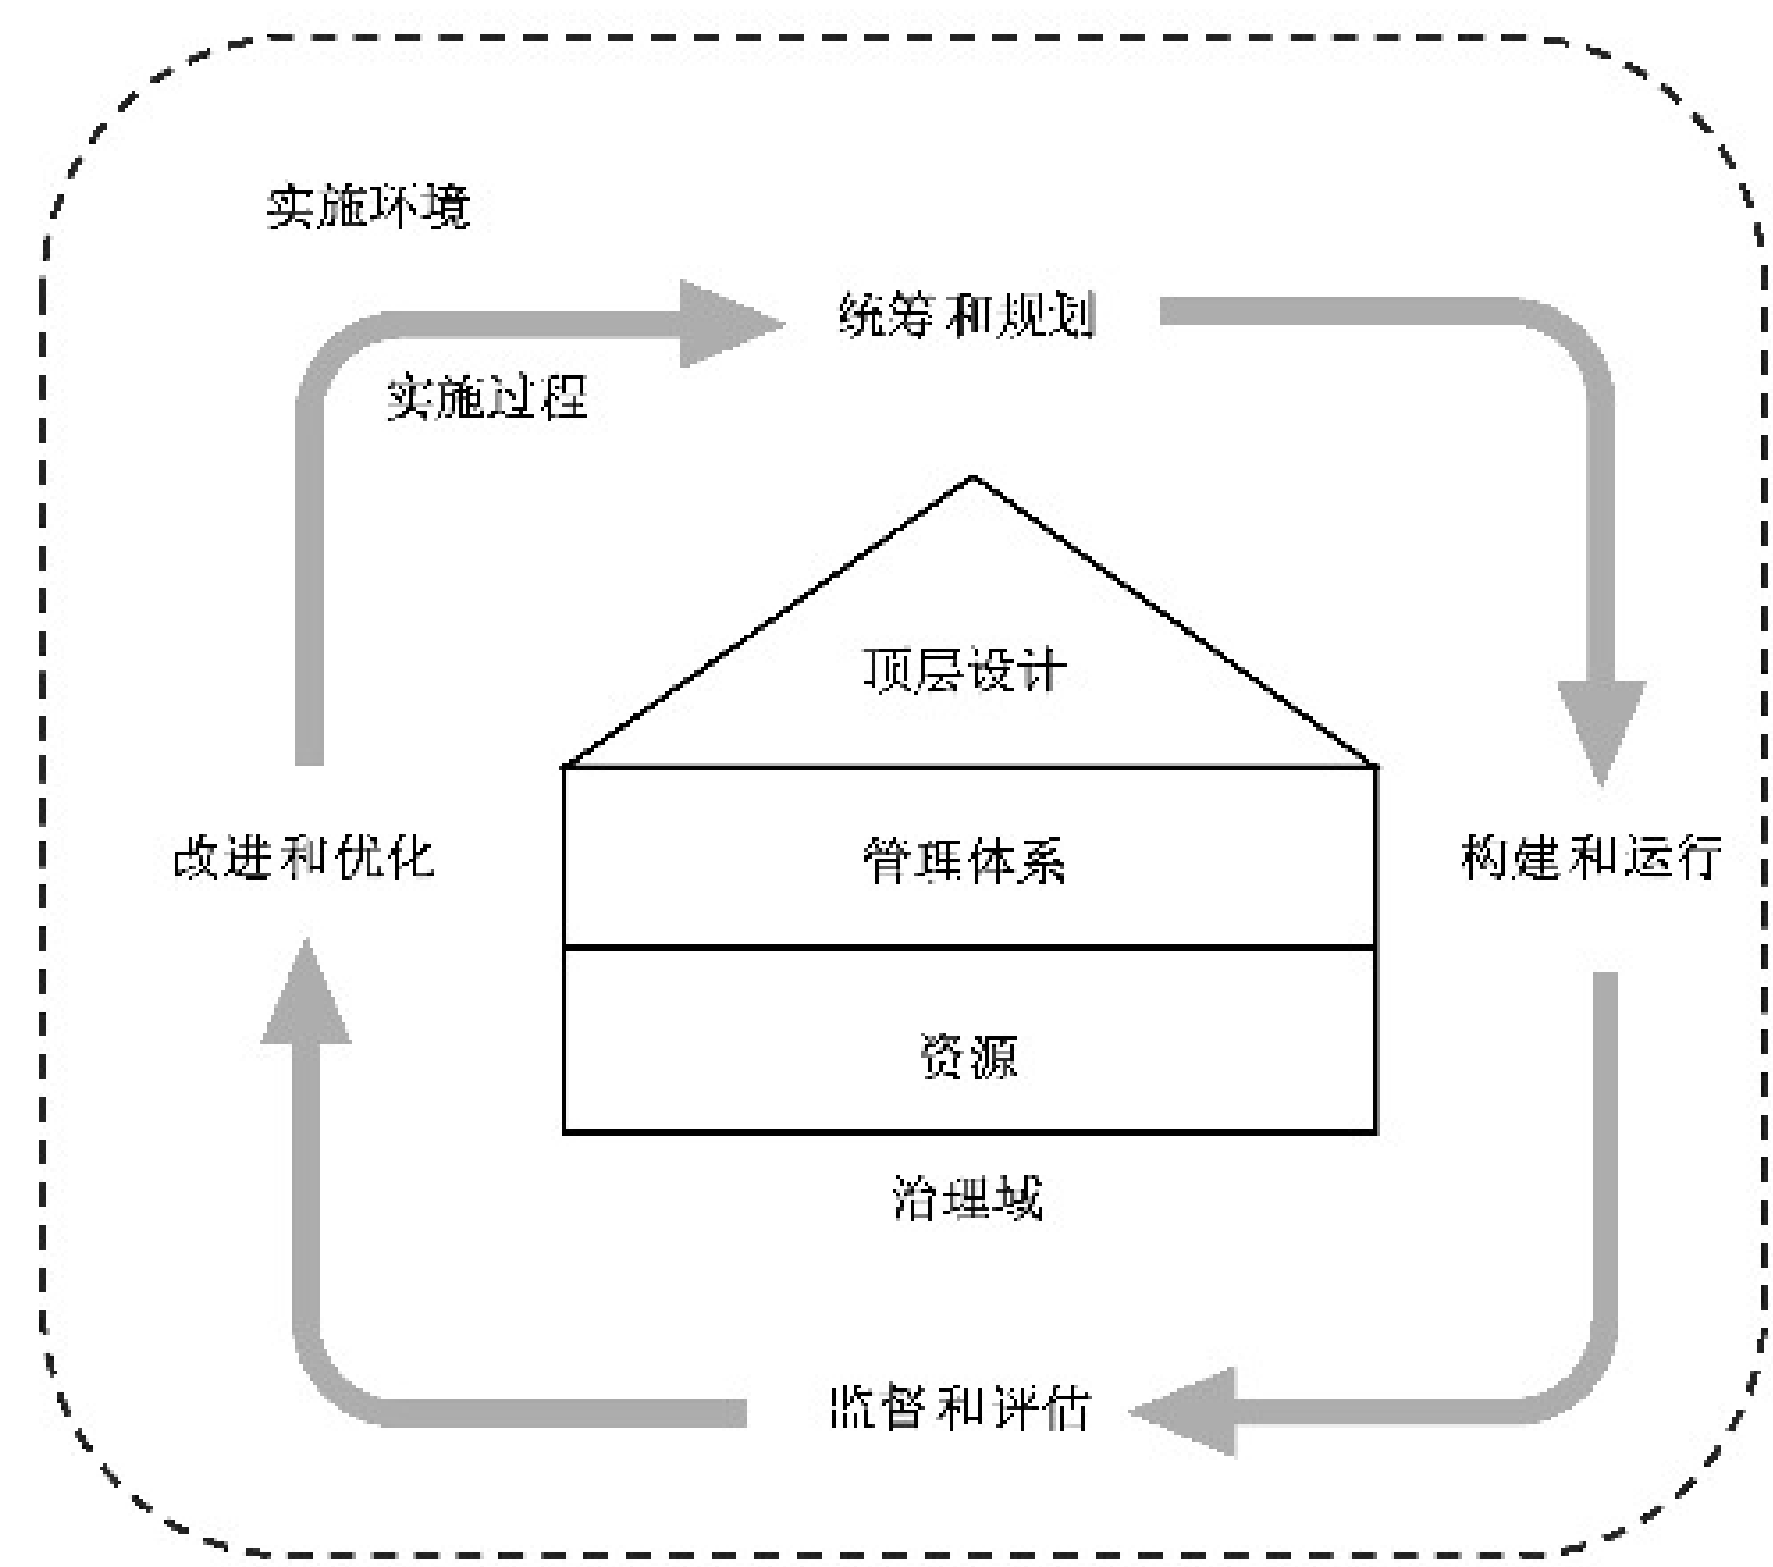 实施环境
统筹和规划
实施过程
顶层设计
改进和优化
管理体系
构建和运行
资源
治理域
监督和评估